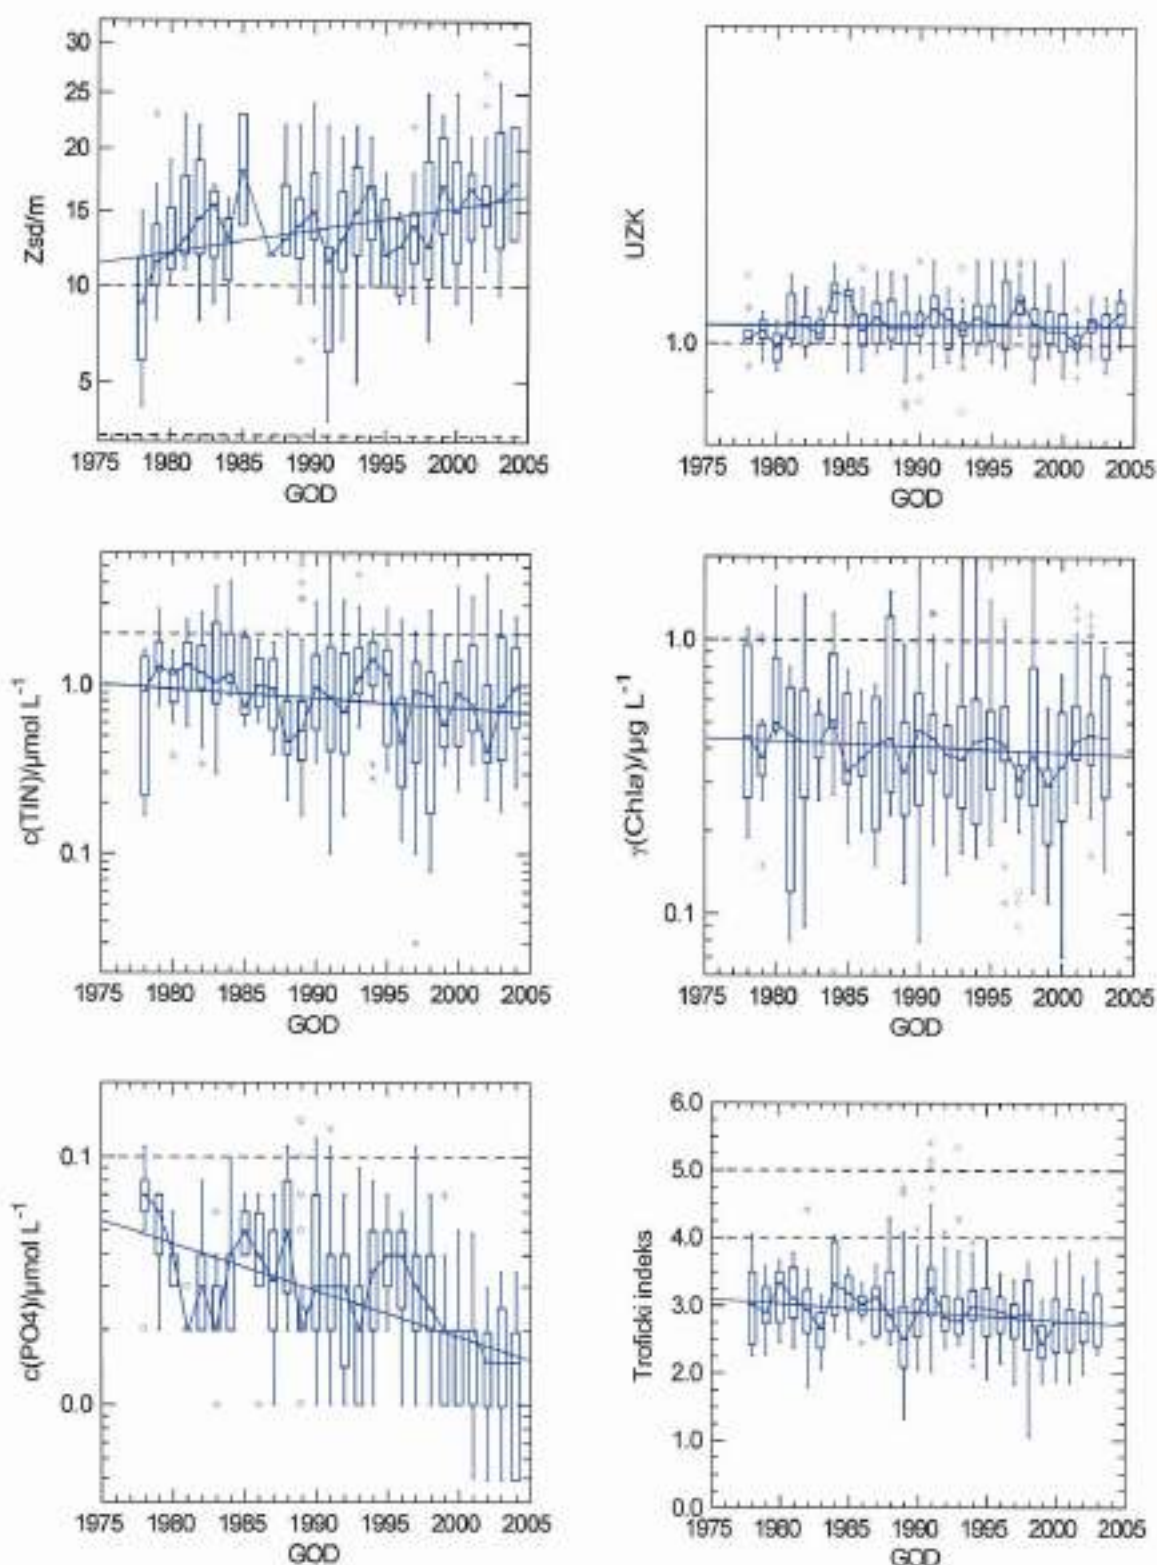 30
25
20
15
10
5
Zsd/m
1975 1980 1985 1990 1995 2000 2005
GOD
1.0
UZK
1975 1980 1985 1990 1995 2000 2005
GOD
1.0
0.1
c(TIN)/µmol L⁻¹
1975 1980 1985 1990 1995 2000 2005
GOD
1.0
0.1
γ(Chla)/µg L⁻¹
1975 1980 1985 1990 1995 2000 2005
GOD
0.1
0.0
c(PO4)/µmol L⁻¹
1975 1980 1985 1990 1995 2000 2005
GOD
6.0
5.0
4.0
3.0
2.0
1.0
0.0
Troficki indeks
1975 1980 1985 1990 1995 2000 2005
GOD